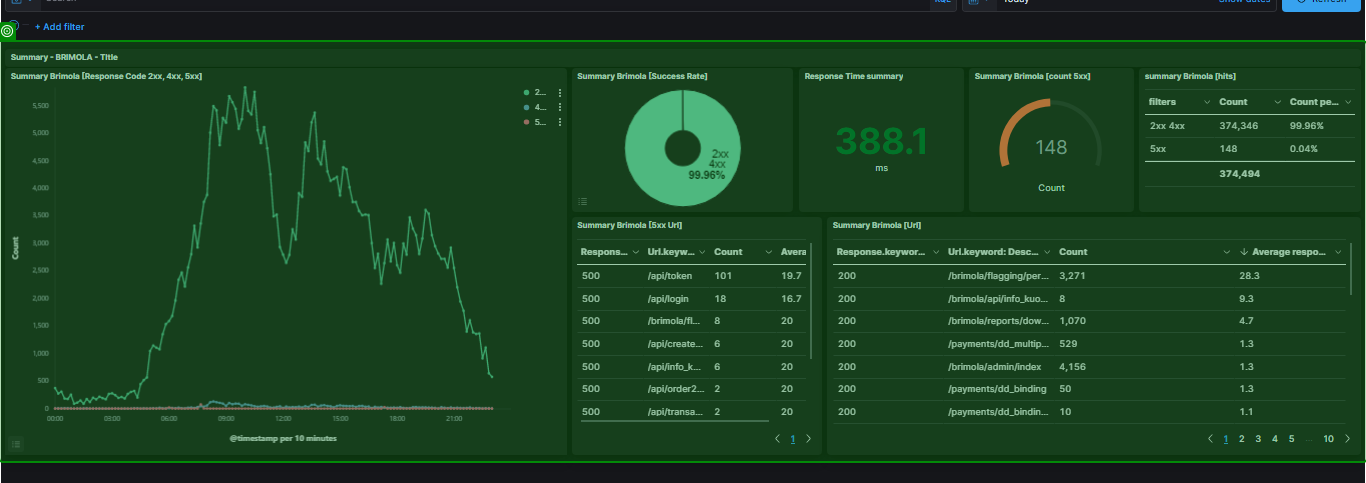 Search
KQL
Today
Show dates
Refresh
+ Add filter
Summary - BRIMOLA - Title
Summary Brimola [Response Code 2xx, 4xx, 5xx]
5,500
5,000
4,500
4,000
3,500
3,000
2,500
2,000
1,500
1,000
500
0
Count
00:00 03:00 06:00 09:00 12:00 15:00 18:00 21:00
@timestamp per 10 minutes
2...
4...
5...
Summary Brimola [Success Rate]
2xx
4xx
99.96%
Response Time summary
388.1
ms
Summary Brimola [count 5xx]
148
Count
summary Brimola [hits]
filters Count Count pe...
2xx 4xx 374,346 99.96%
5xx 148 0.04%
374,494
Summary Brimola [5xx Url]
Respons... Url.keyw... Count Avera
500 /api/token 101 19.7
500 /api/login 18 16.7
500 /brimola/fl... 8 20
500 /api/create... 6 20
500 /api/info_k... 6 20
500 /api/order2... 2 20
500 /api/transa... 2 20
1
Summary Brimola [Url]
Response.keywor... Url.keyword: Desc... Count Average respo...
200 /brimola/flagging/per... 3,271 28.3
200 /brimola/api/info_kuo... 8 9.3
200 /brimola/reports/dow... 1,070 4.7
200 /payments/dd_multip... 529 1.3
200 /brimola/admin/index 4,156 1.3
200 /payments/dd_binding 50 1.3
200 /payments/dd_bindin... 10 1.1
1 2 3 4 5 ... 10